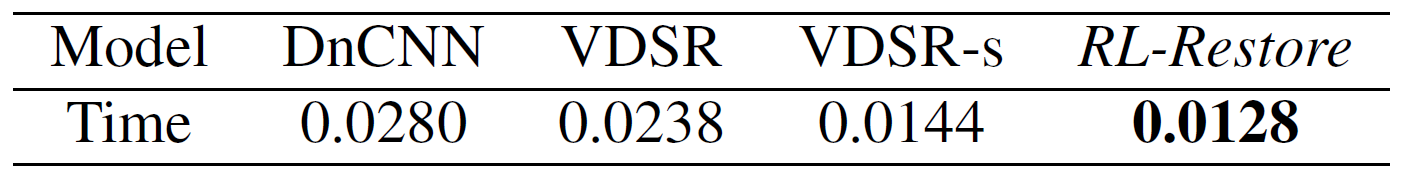 Model DnCNN VDSR VDSR-s RL-Restore
Time 0.0280 0.0238 0.0144 0.0128